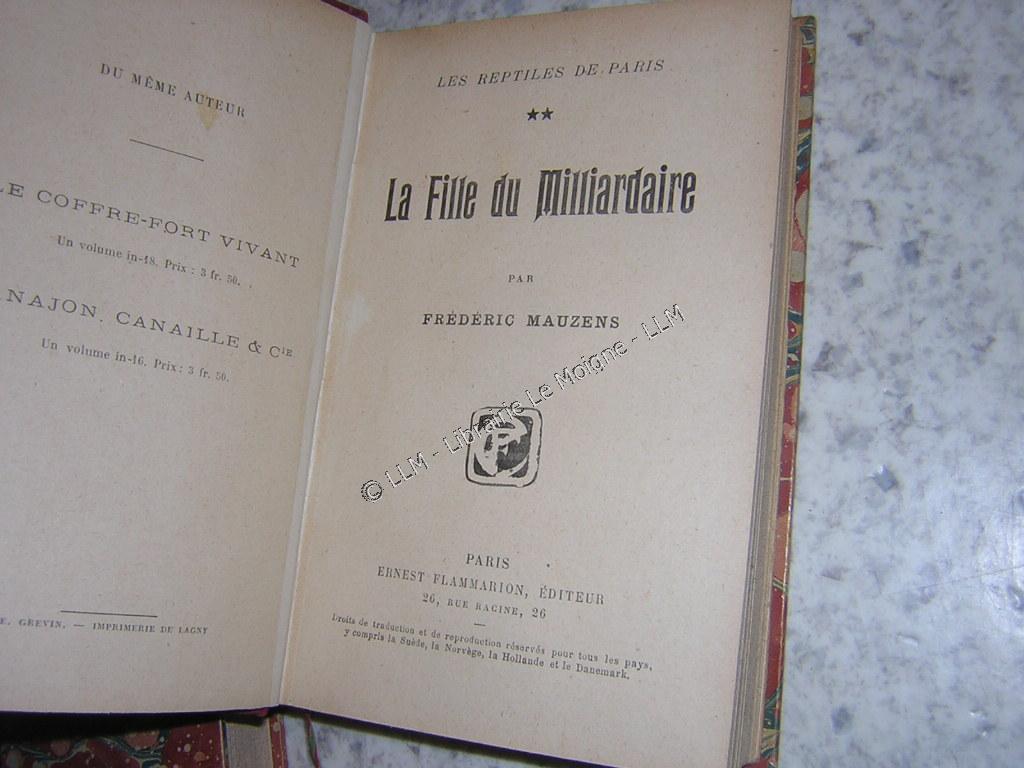 DU MÊME AUTEUR
LE COFFRE-FORT VIVANT
Un volume in-18. Prix : 3 fr. 50.
NAJON, CANAILLE & Cⁱᴱ
Un volume in-16. Prix : 3 fr. 50.
E. GREVIN. — IMPRIMERIE DE LAGNY
LES REPTILES DE PARIS
★★
La Fille du Milliardaire
PAR
FRÉDÉRIC MAUZENS
© LLM - Librairie Le Moigne - LLM
F
PARIS
ERNEST FLAMMARION, ÉDITEUR
26, RUE RACINE, 26
Droits de traduction et de reproduction réservés pour tous les pays,
y compris la Suède, la Norvège, la Hollande et le Danemark.